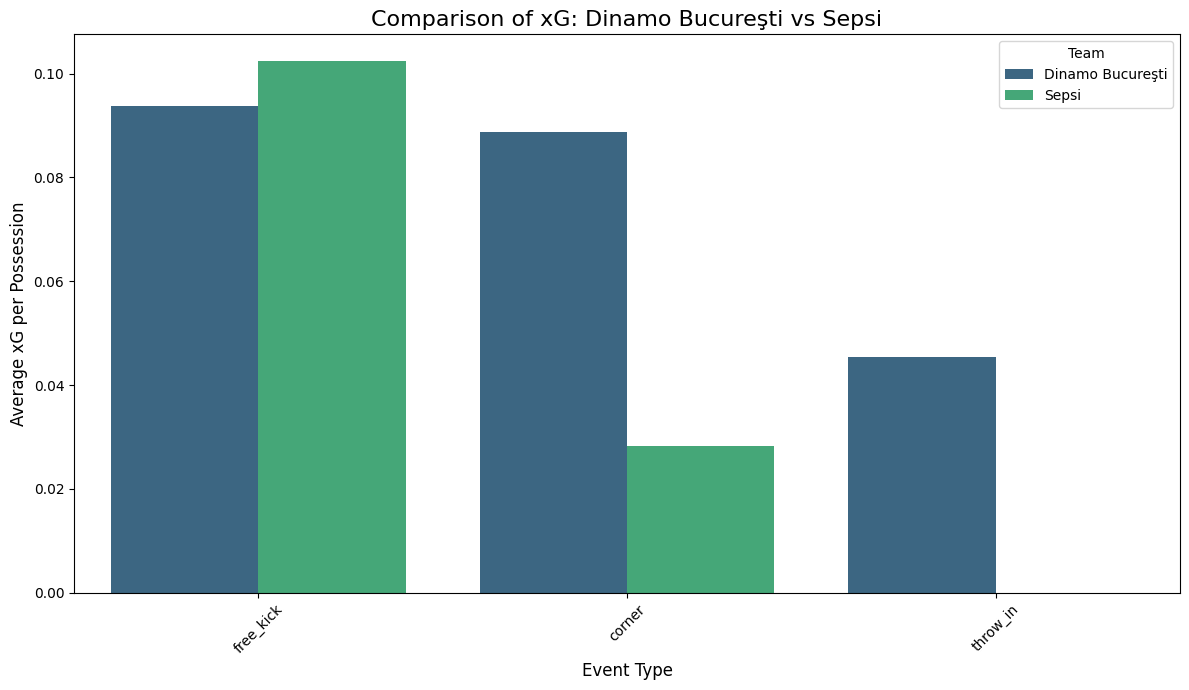 Comparison of xG: Dinamo Bucureşti vs Sepsi
Team
Dinamo Bucureşti
Sepsi
Average xG per Possession
0.10
0.08
0.06
0.04
0.02
0.00
free_kick
corner
throw_in
Event Type